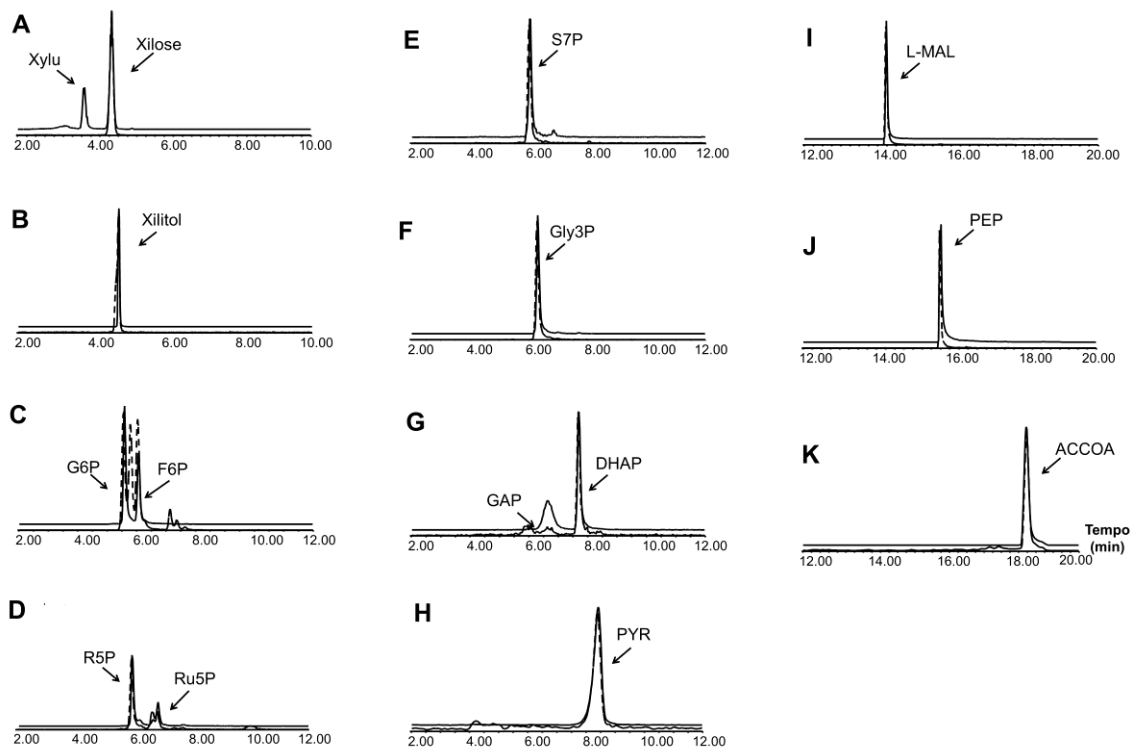 A
Xylu
Xilose
2.00 4.00 6.00 8.00 10.00
B
Xilitol
2.00 4.00 6.00 8.00 10.00
C
G6P
F6P
2.00 4.00 6.00 8.00 10.00 12.00
D
R5P
Ru5P
2.00 4.00 6.00 8.00 10.00 12.00
E
S7P
2.00 4.00 6.00 8.00 10.00 12.00
F
Gly3P
2.00 4.00 6.00 8.00 10.00 12.00
G
GAP
DHAP
2.00 4.00 6.00 8.00 10.00 12.00
H
PYR
2.00 4.00 6.00 8.00 10.00 12.00
I
L-MAL
12.00 14.00 16.00 18.00 20.00
J
PEP
12.00 14.00 16.00 18.00 20.00
K
ACCOA
12.00 14.00 16.00 18.00 20.00
Tempo
(min)